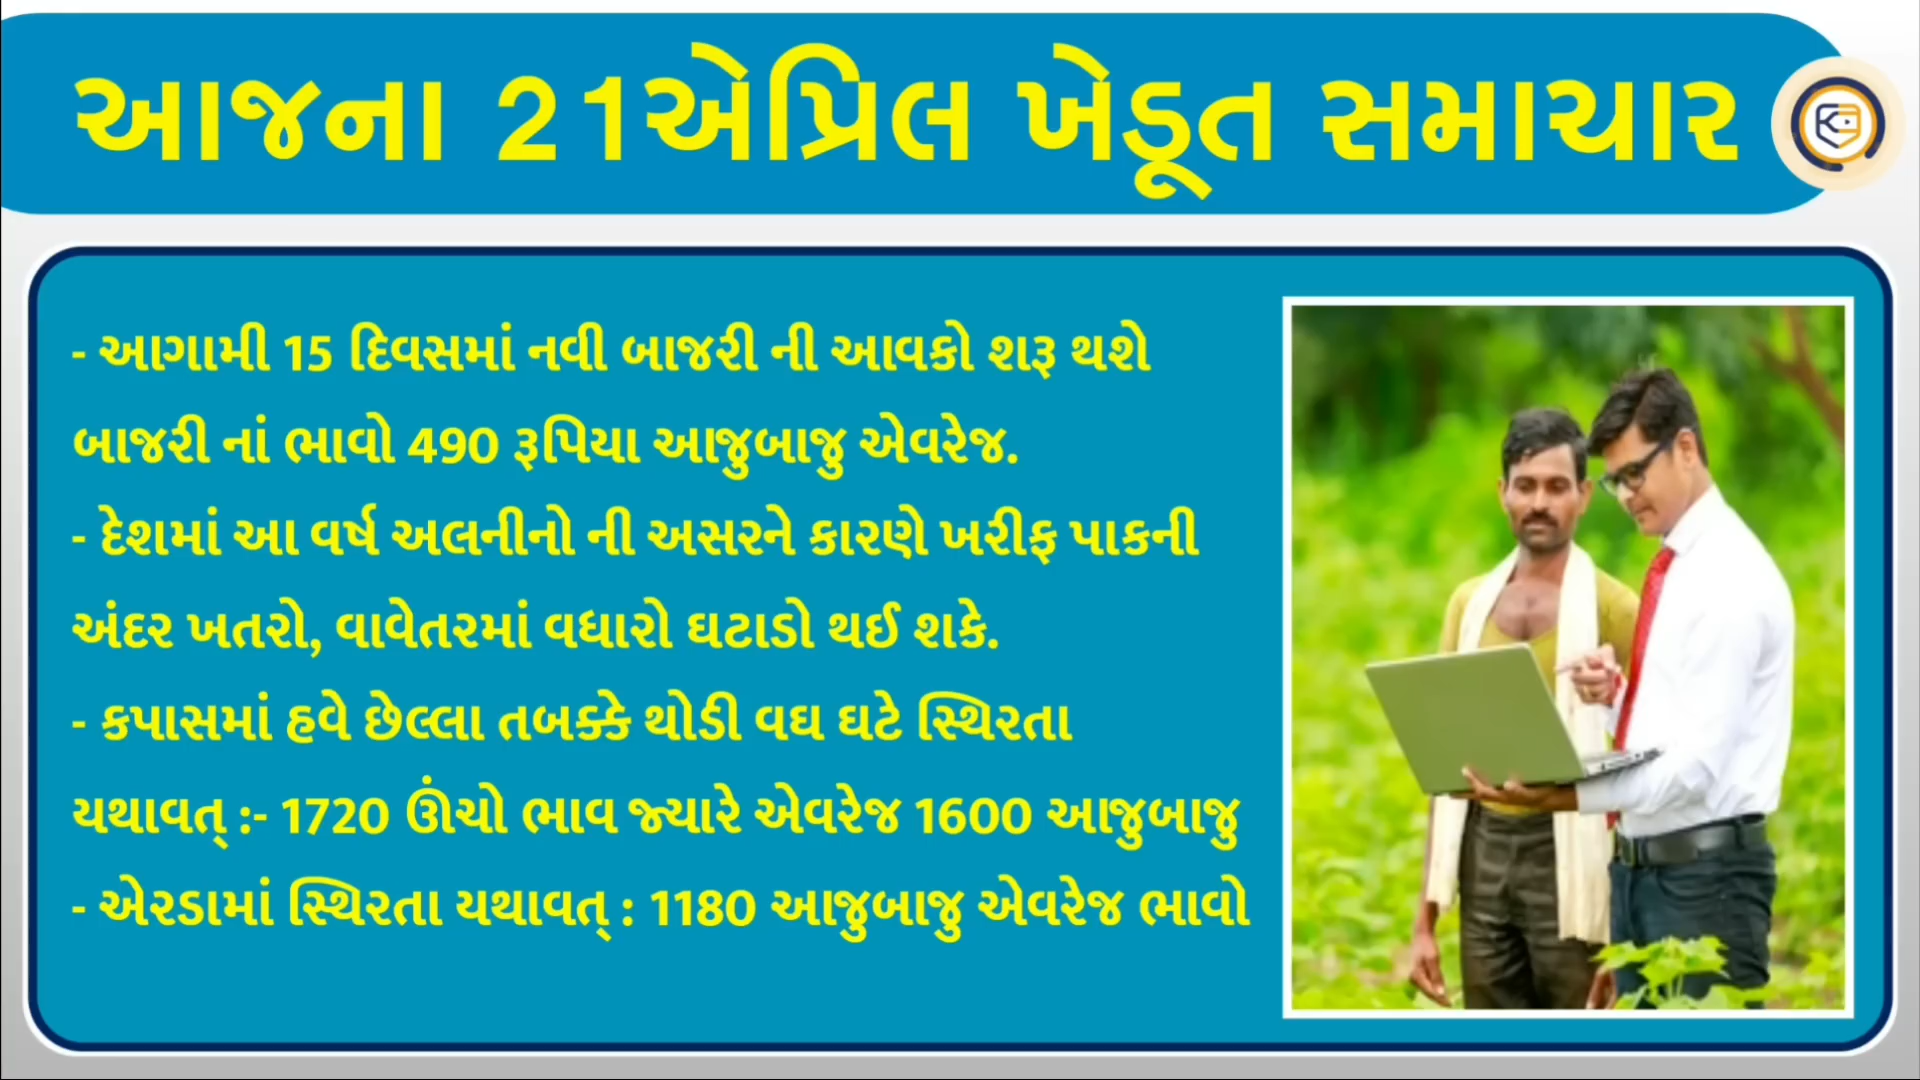 આજના 21એપ્રિલ ખેડૂત સમાચાર
- આગામી 15 દિવસમાં નવી બાજરી ની આવકો શરૂ થશે
બાજરી નાં ભાવો 490 રૂપિયા આજુબાજુ એવરેજ.
- દેશમાં આ વર્ષ અલનીનો ની અસરને કારણે ખરીફ પાકની
અંદર ખતરો, વાવેતરમાં વધારો ઘટાડો થઈ શકે.
- કપાસમાં હવે છેલ્લા તબક્કે થોડી વઘ ઘટે સ્થિરતા
યથાવત્ :- 1720 ઊંચો ભાવ જ્યારે એવરેજ 1600 આજુબાજુ
- એરડામાં સ્થિરતા યથાવત્ : 1180 આજુબાજુ એવરેજ ભાવો